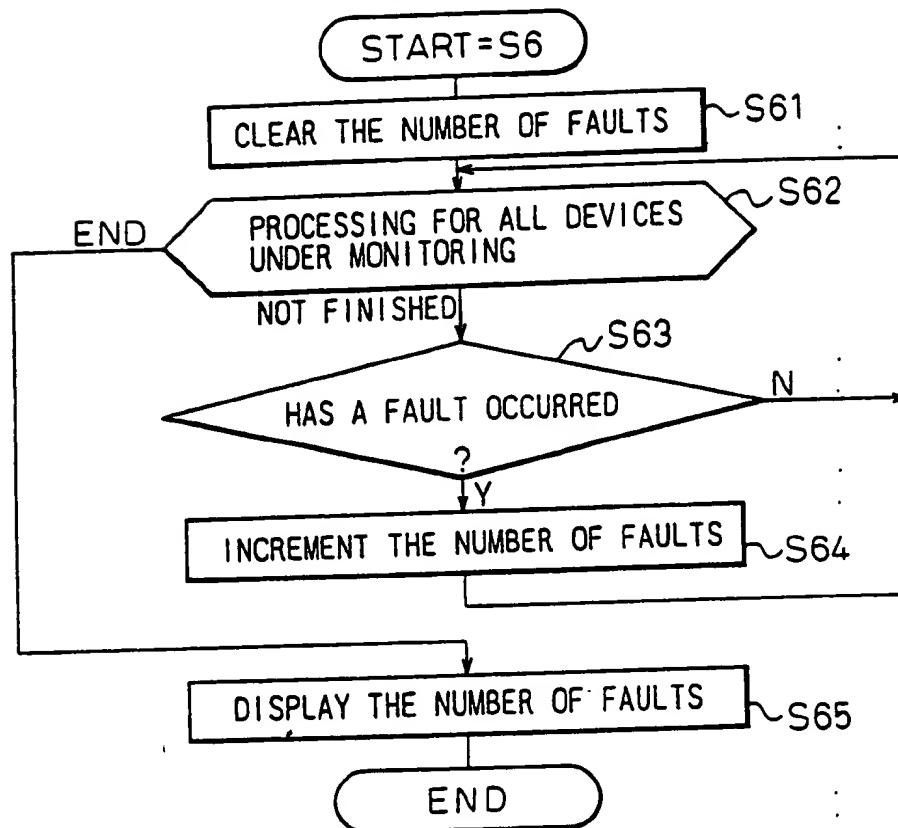 START=S6
CLEAR THE NUMBER OF FAULTS
S61
PROCESSING FOR ALL DEVICES
UNDER MONITORING
S62
END
NOT FINISHED
S63
HAS A FAULT OCCURRED
?
N
Y
INCREMENT THE NUMBER OF FAULTS
S64
DISPLAY THE NUMBER OF FAULTS
S65
END